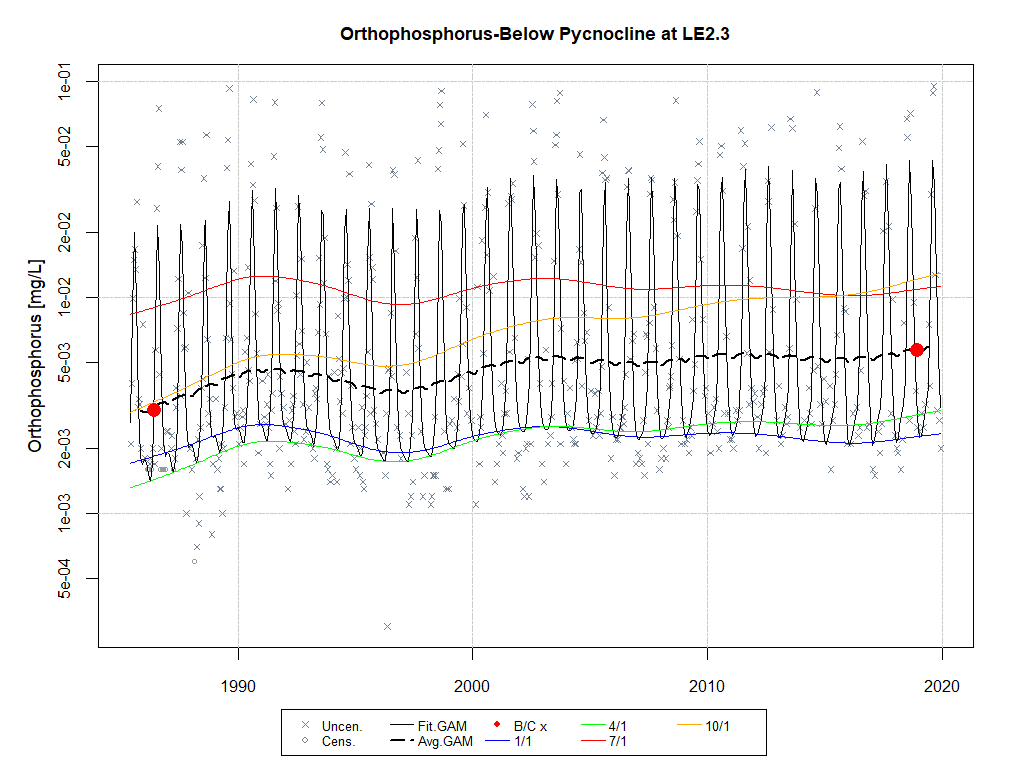 Orthophosphorus-Below Pycnocline at LE2.3
Orthophosphorus [mg/L]
1e-01
5e-02
2e-02
1e-02
5e-03
2e-03
1e-03
5e-04
1990 2000 2010 2020
Uncen. Fit.GAM B/C x 4/1 10/1
Cens. Avg.GAM 1/1 7/1